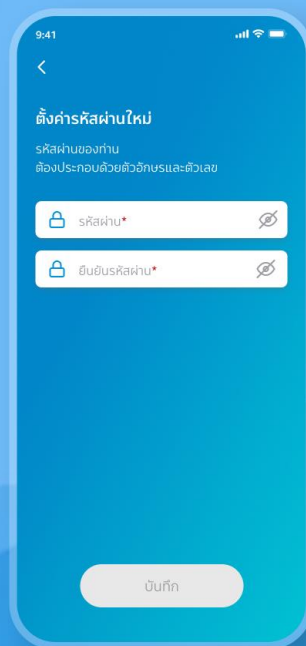 9:41
ตั้งค่ารหัสผ่านใหม่
รหัสผ่านของท่าน
ต้องประกอบด้วยตัวอักษรและตัวเลข
รหัสผ่าน*
ยืนยันรหัสผ่าน*
บันทึก